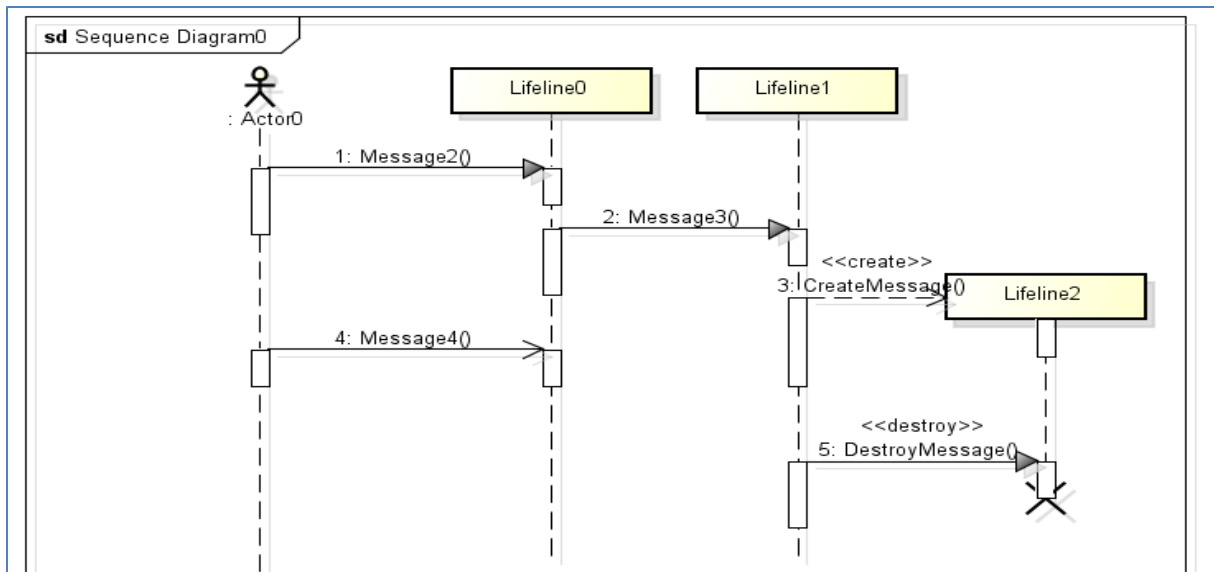 sd Sequence Diagram0
Lifeline0
Lifeline1
: Actor0
1: Message2()
2: Message3()
<<create>>
3: CreateMessage()
Lifeline2
4: Message4()
<<destroy>>
5: DestroyMessage()